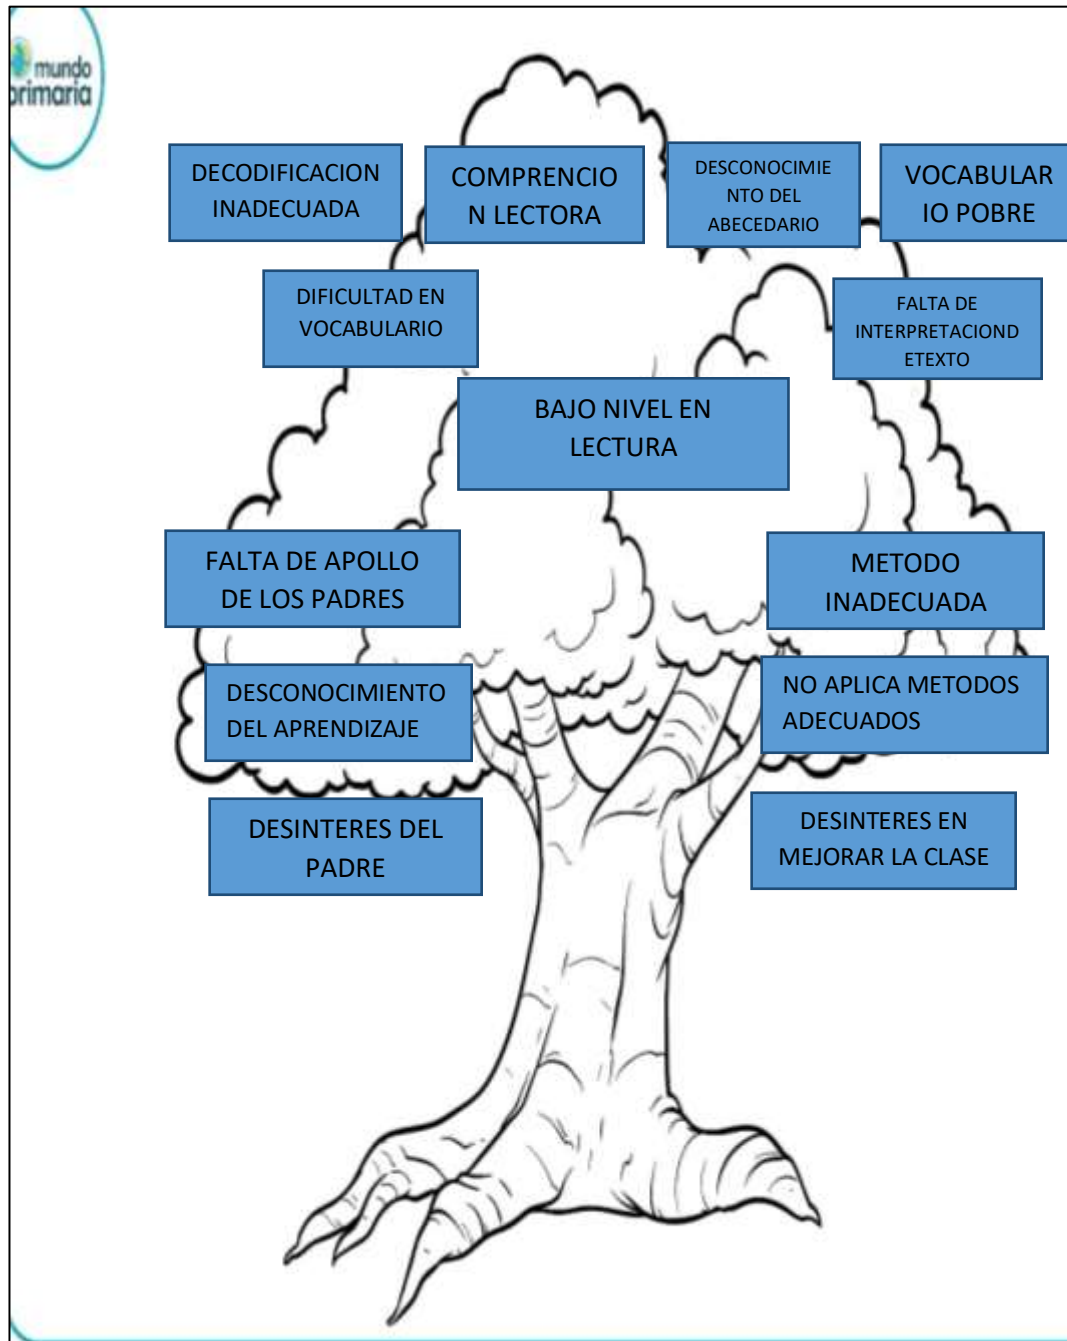 mundo
primaria
DECODIFICACION
INADECUADA
COMPRENCIO
N LECTORA
DESCONOCIMIE
NTO DEL
ABECEDARIO
VOCABULAR
IO POBRE
DIFICULTAD EN
VOCABULARIO
FALTA DE
INTERPRETACIOND
ETEXTO
BAJO NIVEL EN
LECTURA
FALTA DE APOLLO
DE LOS PADRES
METODO
INADECUADA
DESCONOCIMIENTO
DEL APRENDIZAJE
NO APLICA METODOS
ADECUADOS
DESINTERES DEL
PADRE
DESINTERES EN
MEJORAR LA CLASE